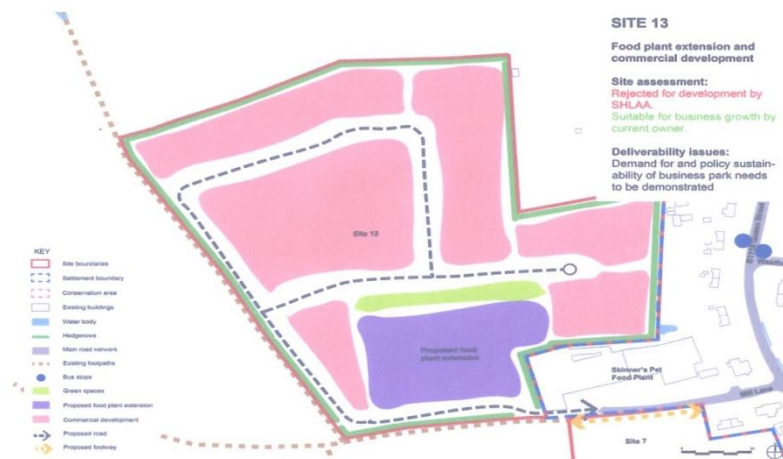 SITE 13
Food plant extension and
commercial development
Site assessment:
Rejected for development by
SHLAA.
Suitable for business growth by
current owner.
Deliverability issues:
Demand for and policy sustain-
ability of business park needs
to be demonstrated
Site 12
Proposed food
plant extension
Skinner's Pet
Food Plant
Mill Lane
Site 7
KEY
Site boundaries
Settlement boundary
Conservation area
Existing buildings
Water body
Hedgerows
Main road network
Existing footpaths
Bus stops
Green spaces
Proposed food plant extension
Commercial development
Proposed road
Proposed footway